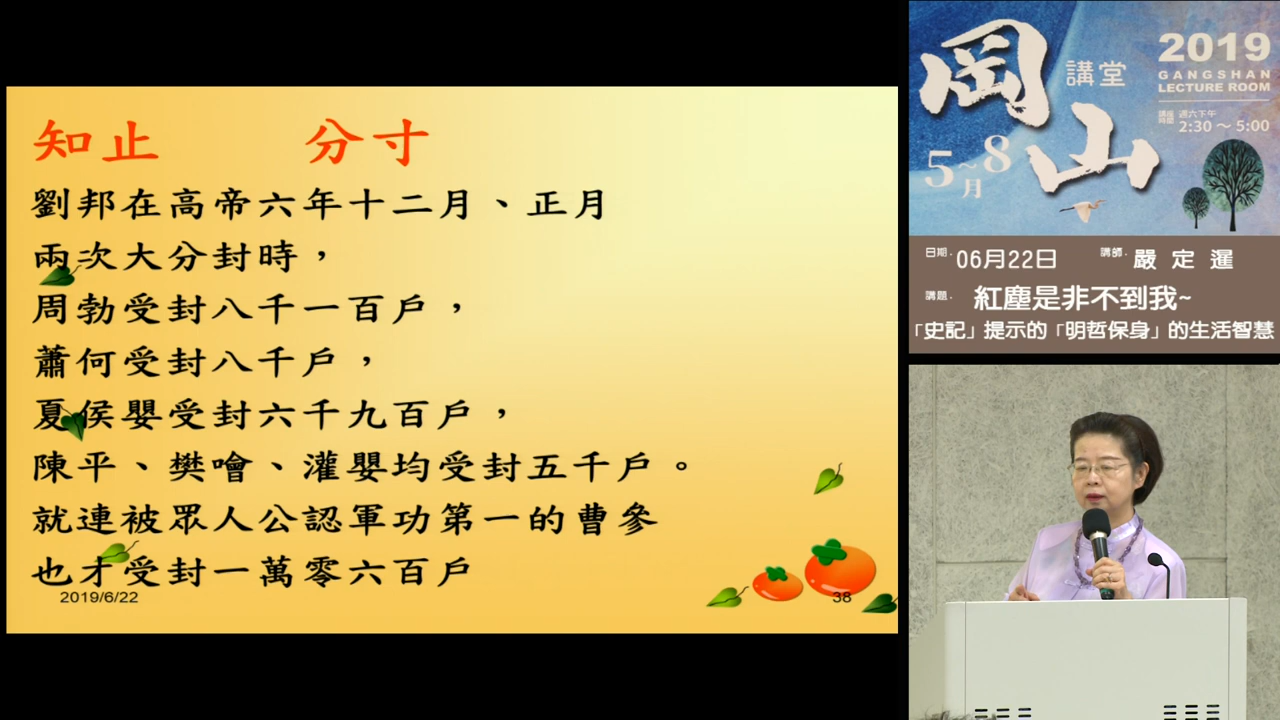 知止 分寸
劉邦在高帝六年十二月、正月
兩次大分封時，
周勃受封八千一百戶，
蕭何受封八千戶，
夏侯嬰受封六千九百戶，
陳平、樊噲、灌嬰均受封五千戶。
就連被眾人公認軍功第一的曹參
也才受封一萬零六百戶
2019/6/22
38
岡山
講堂
2019
GANGSHAN
LECTURE ROOM
講座時間
週六下午
2:30～5:00
5~8月
日期. 06月22日 講師. 嚴定暹
講題. 紅塵是非不到我~
「史記」提示的「明哲保身」的生活智慧